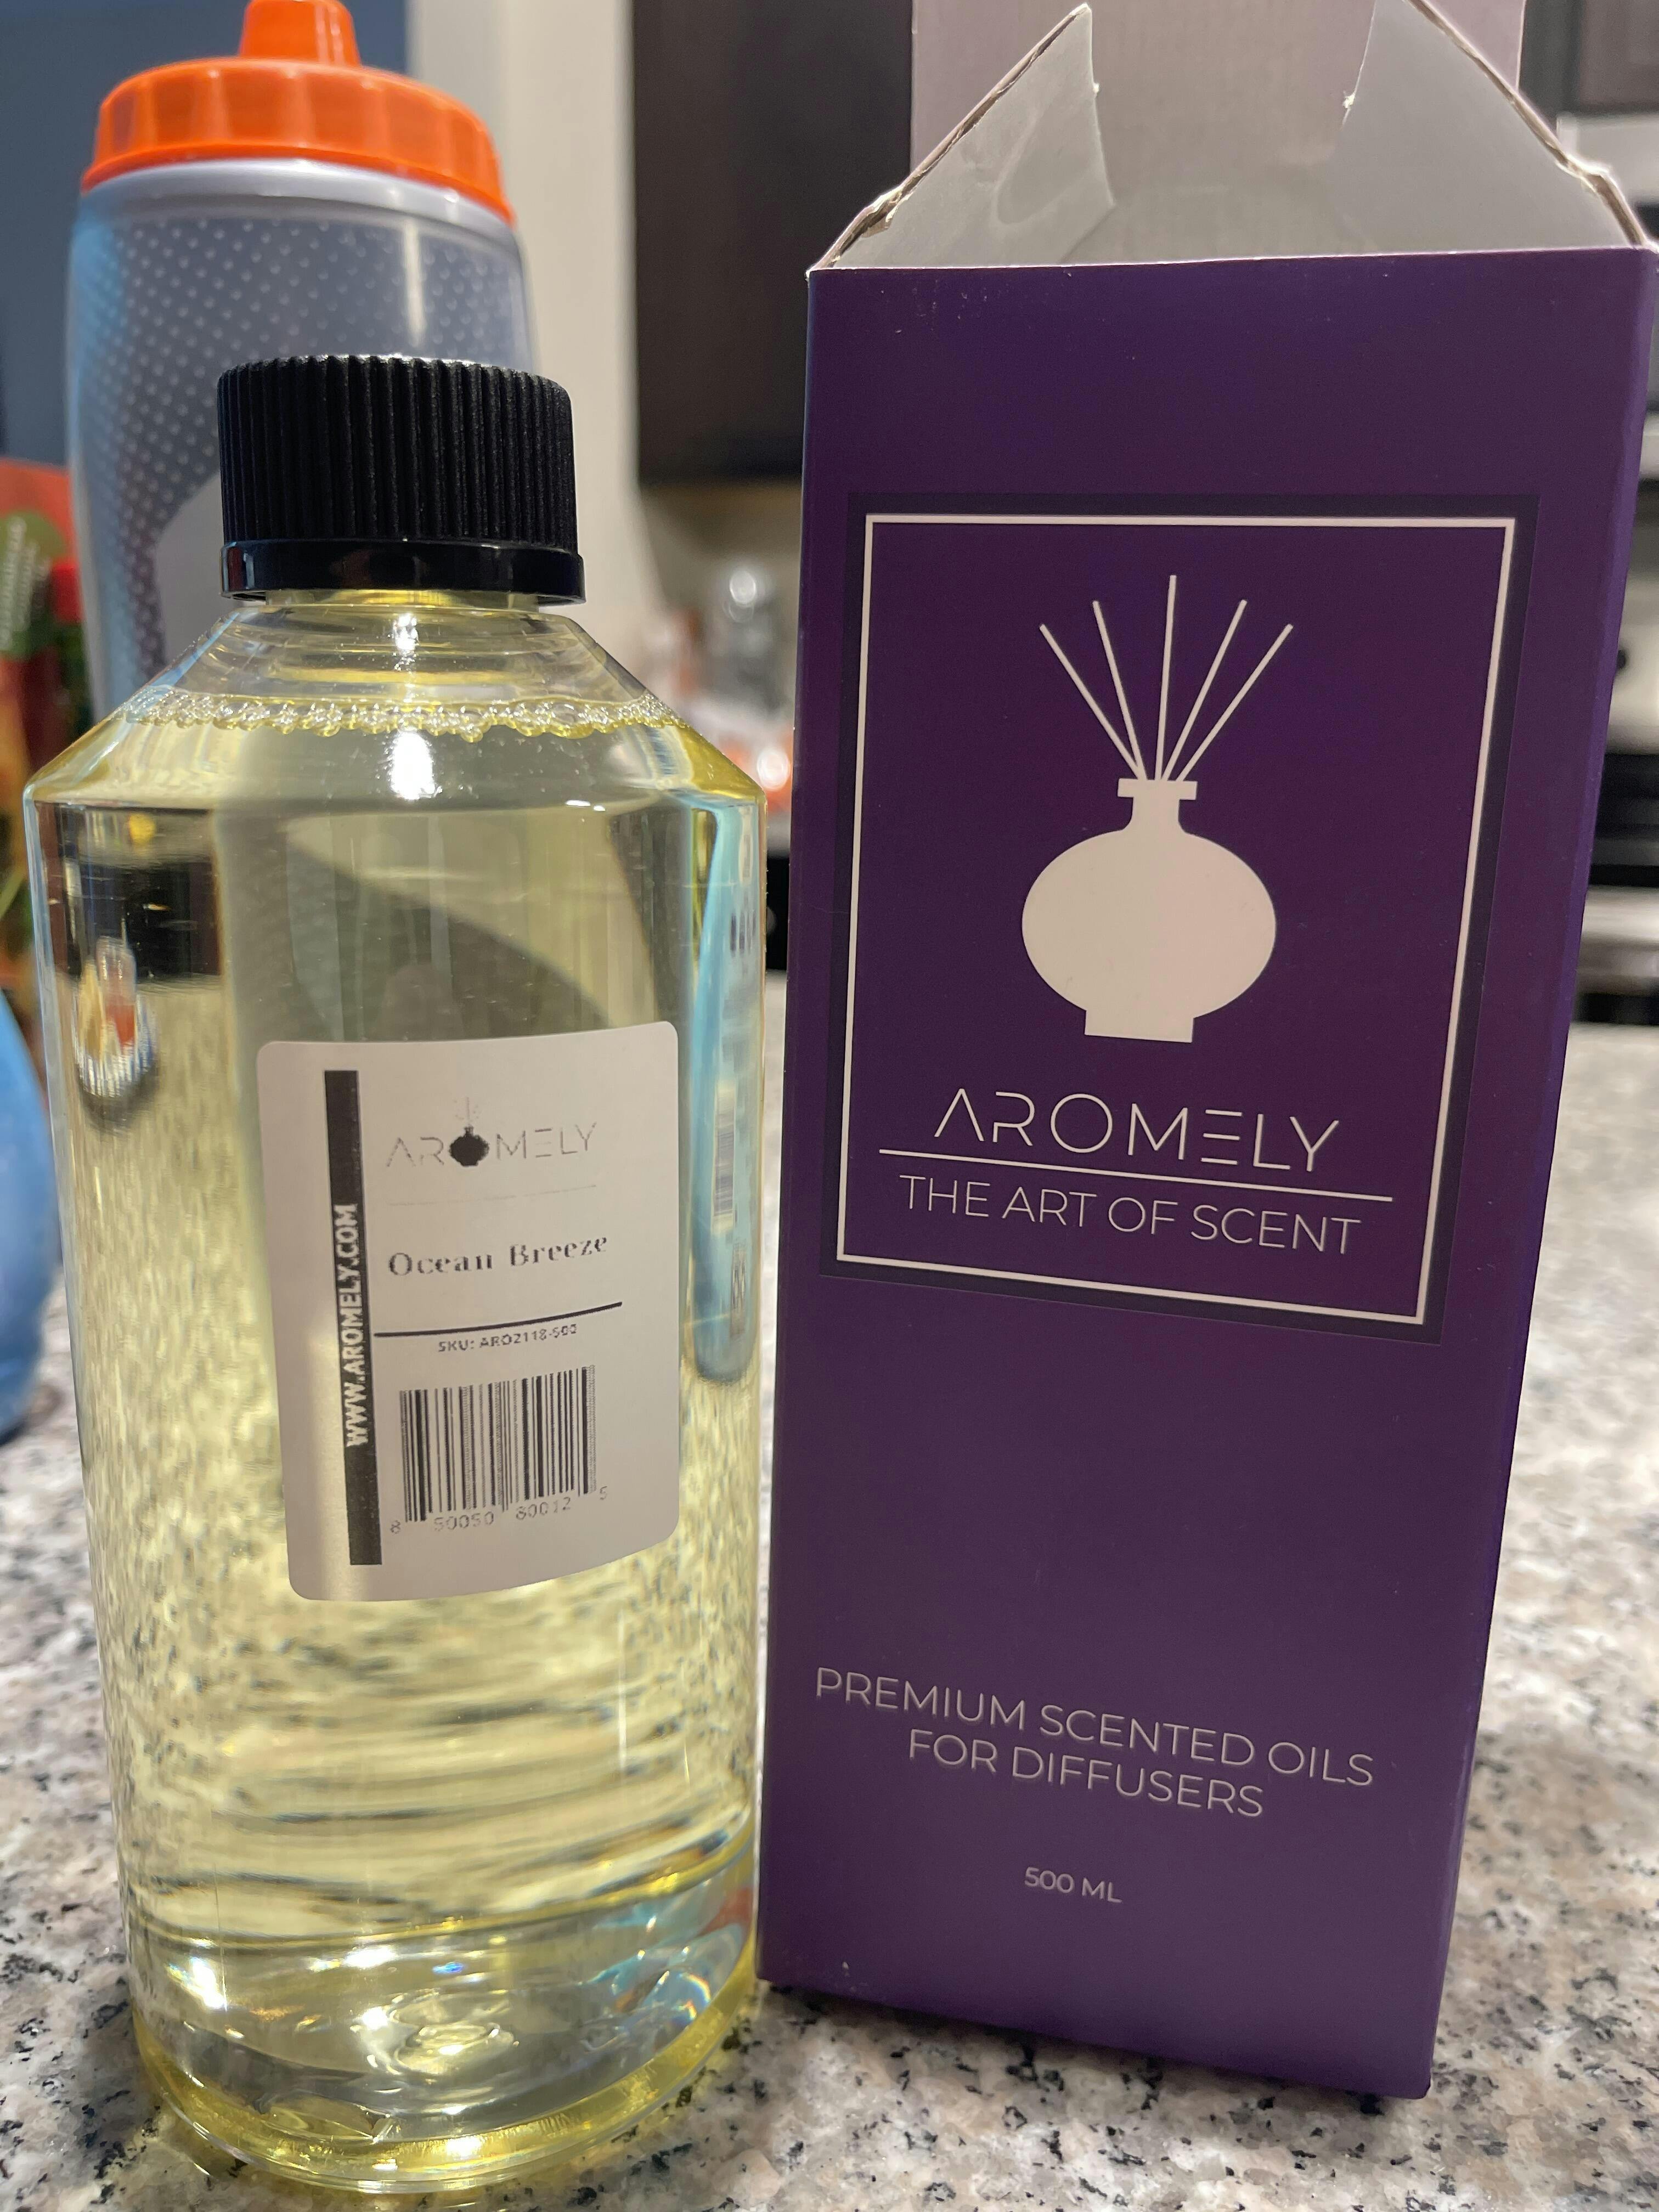 AROMELY
Ocean Breeze
SKU: ARO2118-500
WWW.AROMELY.COM
8 50050 80012 5
AROMELY
THE ART OF SCENT
PREMIUM SCENTED OILS
FOR DIFFUSERS
500 ML